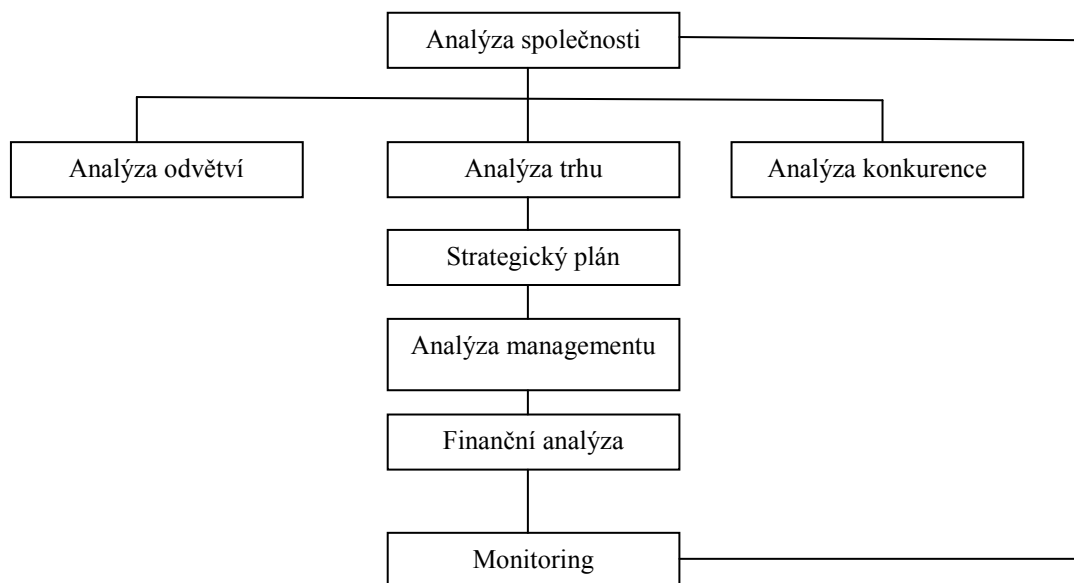 Analýza společnosti
Analýza odvětví
Analýza trhu
Analýza konkurence
Strategický plán
Analýza managementu
Finanční analýza
Monitoring